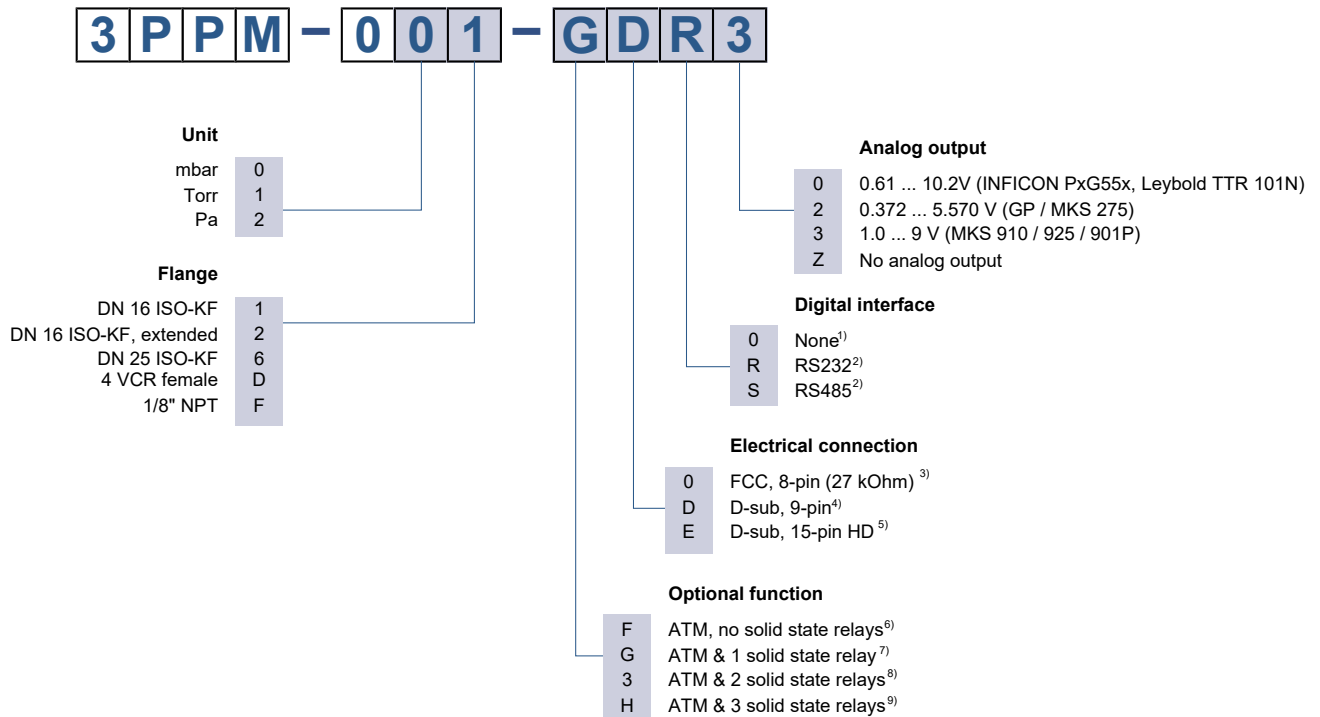 3PPM - 001 - GDR3
Unit
mbar 0
Torr 1
Pa 2
Flange
DN 16 ISO-KF 1
DN 16 ISO-KF, extended 2
DN 25 ISO-KF 6
4 VCR female D
1/8" NPT F
Analog output
0 0.61 ... 10.2V (INFICON PxG55x, Leybold TTR 101N)
2 0.372 ... 5.570 V (GP / MKS 275)
3 1.0 ... 9 V (MKS 910 / 925 / 901P)
Z No analog output
Digital interface
0 None1)
R RS2322)
S RS4852)
Electrical connection
0 FCC, 8-pin (27 kOhm) 3)
D D-sub, 9-pin4)
E D-sub, 15-pin HD 5)
Optional function
F ATM, no solid state relays6)
G ATM & 1 solid state relay 7)
3 ATM & 2 solid state relays8)
H ATM & 3 solid state relays9)